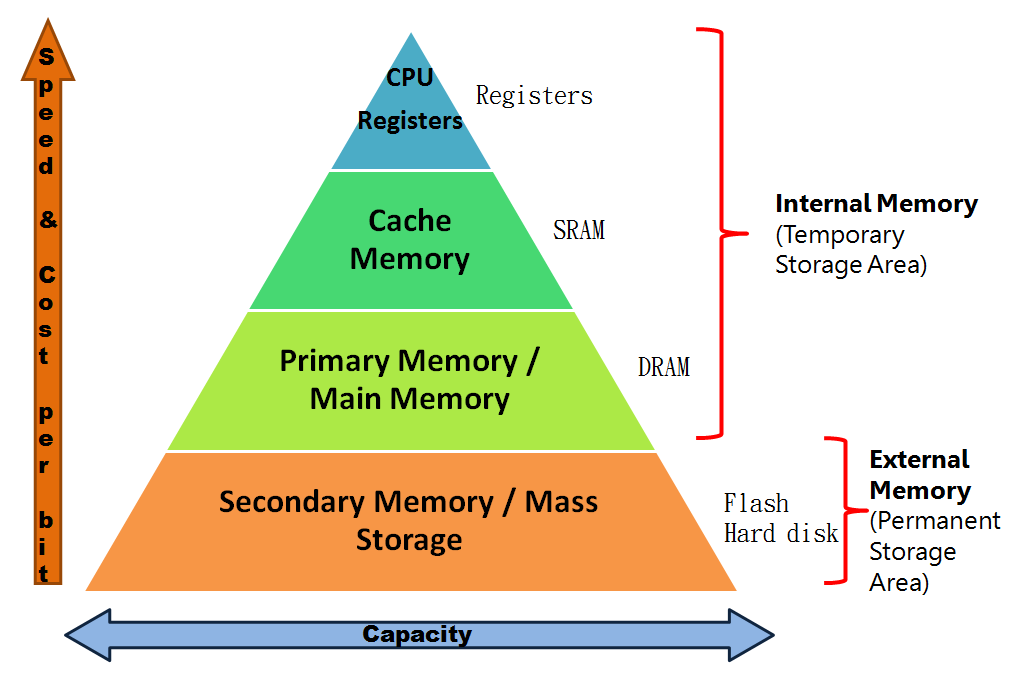 Speed & Cost per bit
CPU
Registers
Registers
Cache
Memory
SRAM
Internal Memory
(Temporary
Storage Area)
Primary Memory /
Main Memory
DRAM
Secondary Memory / Mass
Storage
Flash
Hard disk
External
Memory
(Permanent
Storage
Area)
Capacity